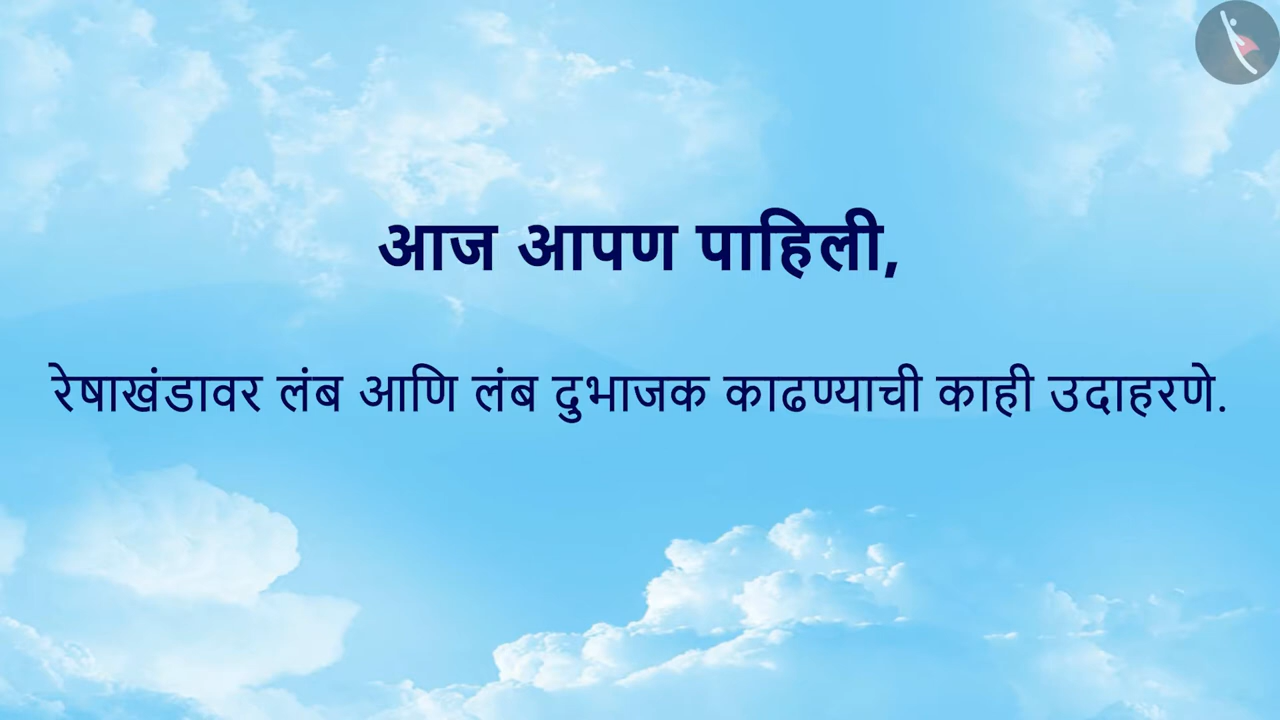 आज आपण पाहिली,
रेषाखंडावर लंब आणि लंब दुभाजक काढण्याची काही उदाहरणे.